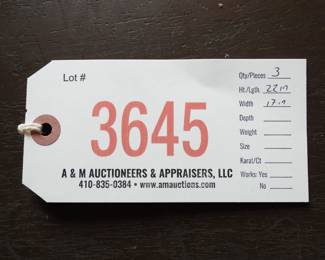 Lot #
3645
A & M AUCTIONEERS & APPRAISERS, LLC
410-835-0384 • www.amauctions.com
Qty/Pieces 3
Ht./Lgth 22 in
Width 17 in
Depth
Weight
Size
Karat/Ct
Works: Yes
No